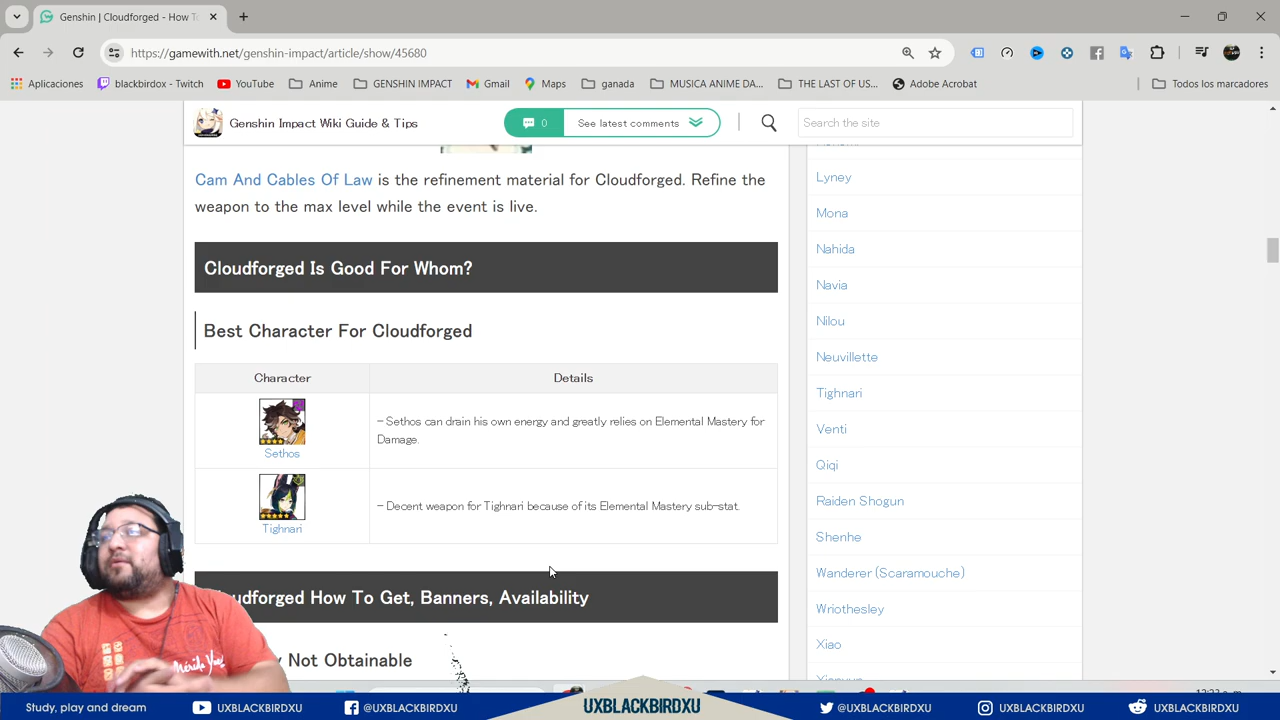 Genshin | Cloudforged - How T
https://gamewith.net/genshin-impact/article/show/45680
Aplicaciones
blackbirdox - Twitch
YouTube
Anime
GENSHIN IMPACT
Gmail
Maps
ganada
MUSICA ANIME DA...
THE LAST OF US...
Adobe Acrobat
Todos los marcadores
Genshin Impact Wiki Guide & Tips
0
See latest comments
Search the site
Cam And Cables Of Law is the refinement material for Cloudforged. Refine the
weapon to the max level while the event is live.
Cloudforged Is Good For Whom?
Best Character For Cloudforged
Character
Details
Sethos
- Sethos can drain his own energy and greatly relies on Elemental Mastery for
Damage.
Tighnari
- Decent weapon for Tighnari because of its Elemental Mastery sub-stat.
oudforged How To Get, Banners, Availability
y Not Obtainable
Lyney
Mona
Nahida
Navia
Nilou
Neuvillette
Tighnari
Venti
Qiqi
Raiden Shogun
Shenhe
Wanderer (Scaramouche)
Wriothesley
Xiao
Study, play and dream
UXBLACKBIRDXU
@UXBLACKBIRDXU
UXBLACKBIRDXU
@UXBLACKBIRDXU
UXBLACKBIRDXU
UXBLACKBIRDXU